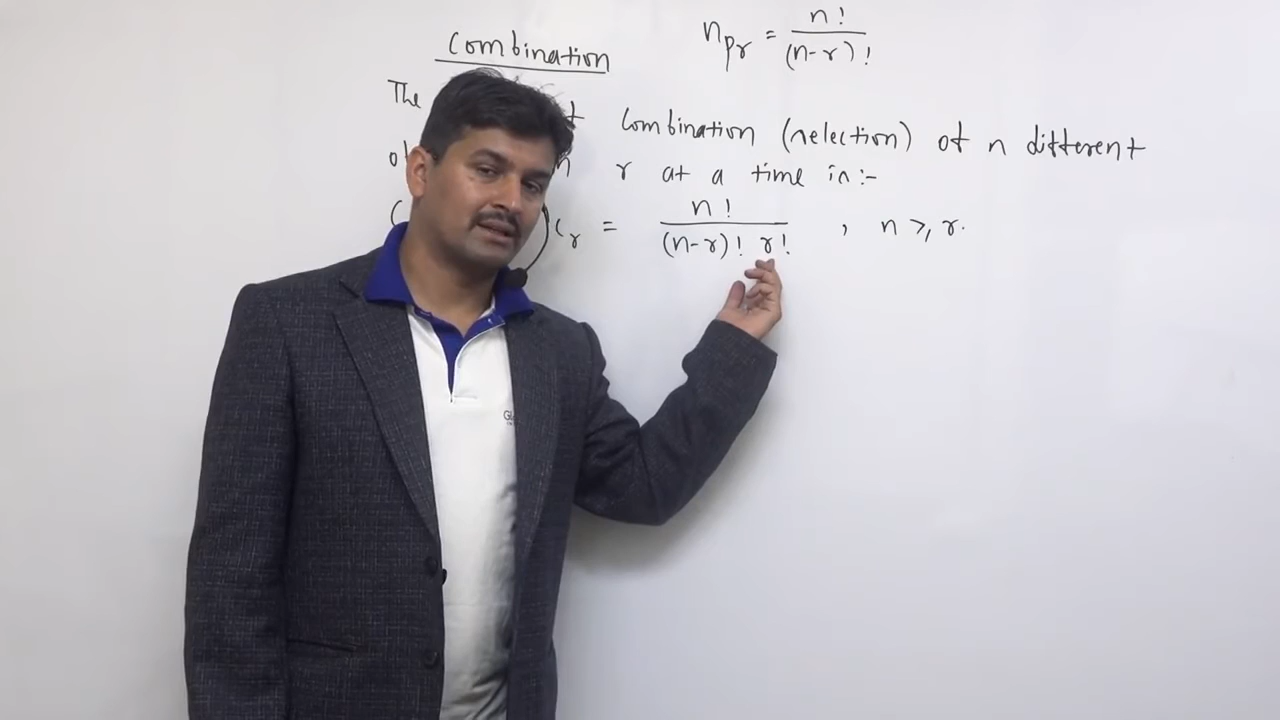 Combination
nPr = n! / (n-r)!
The combination (selection) of n different
r at a time is:-
Cr = n! / (n-r)! r! , n ≥ r.